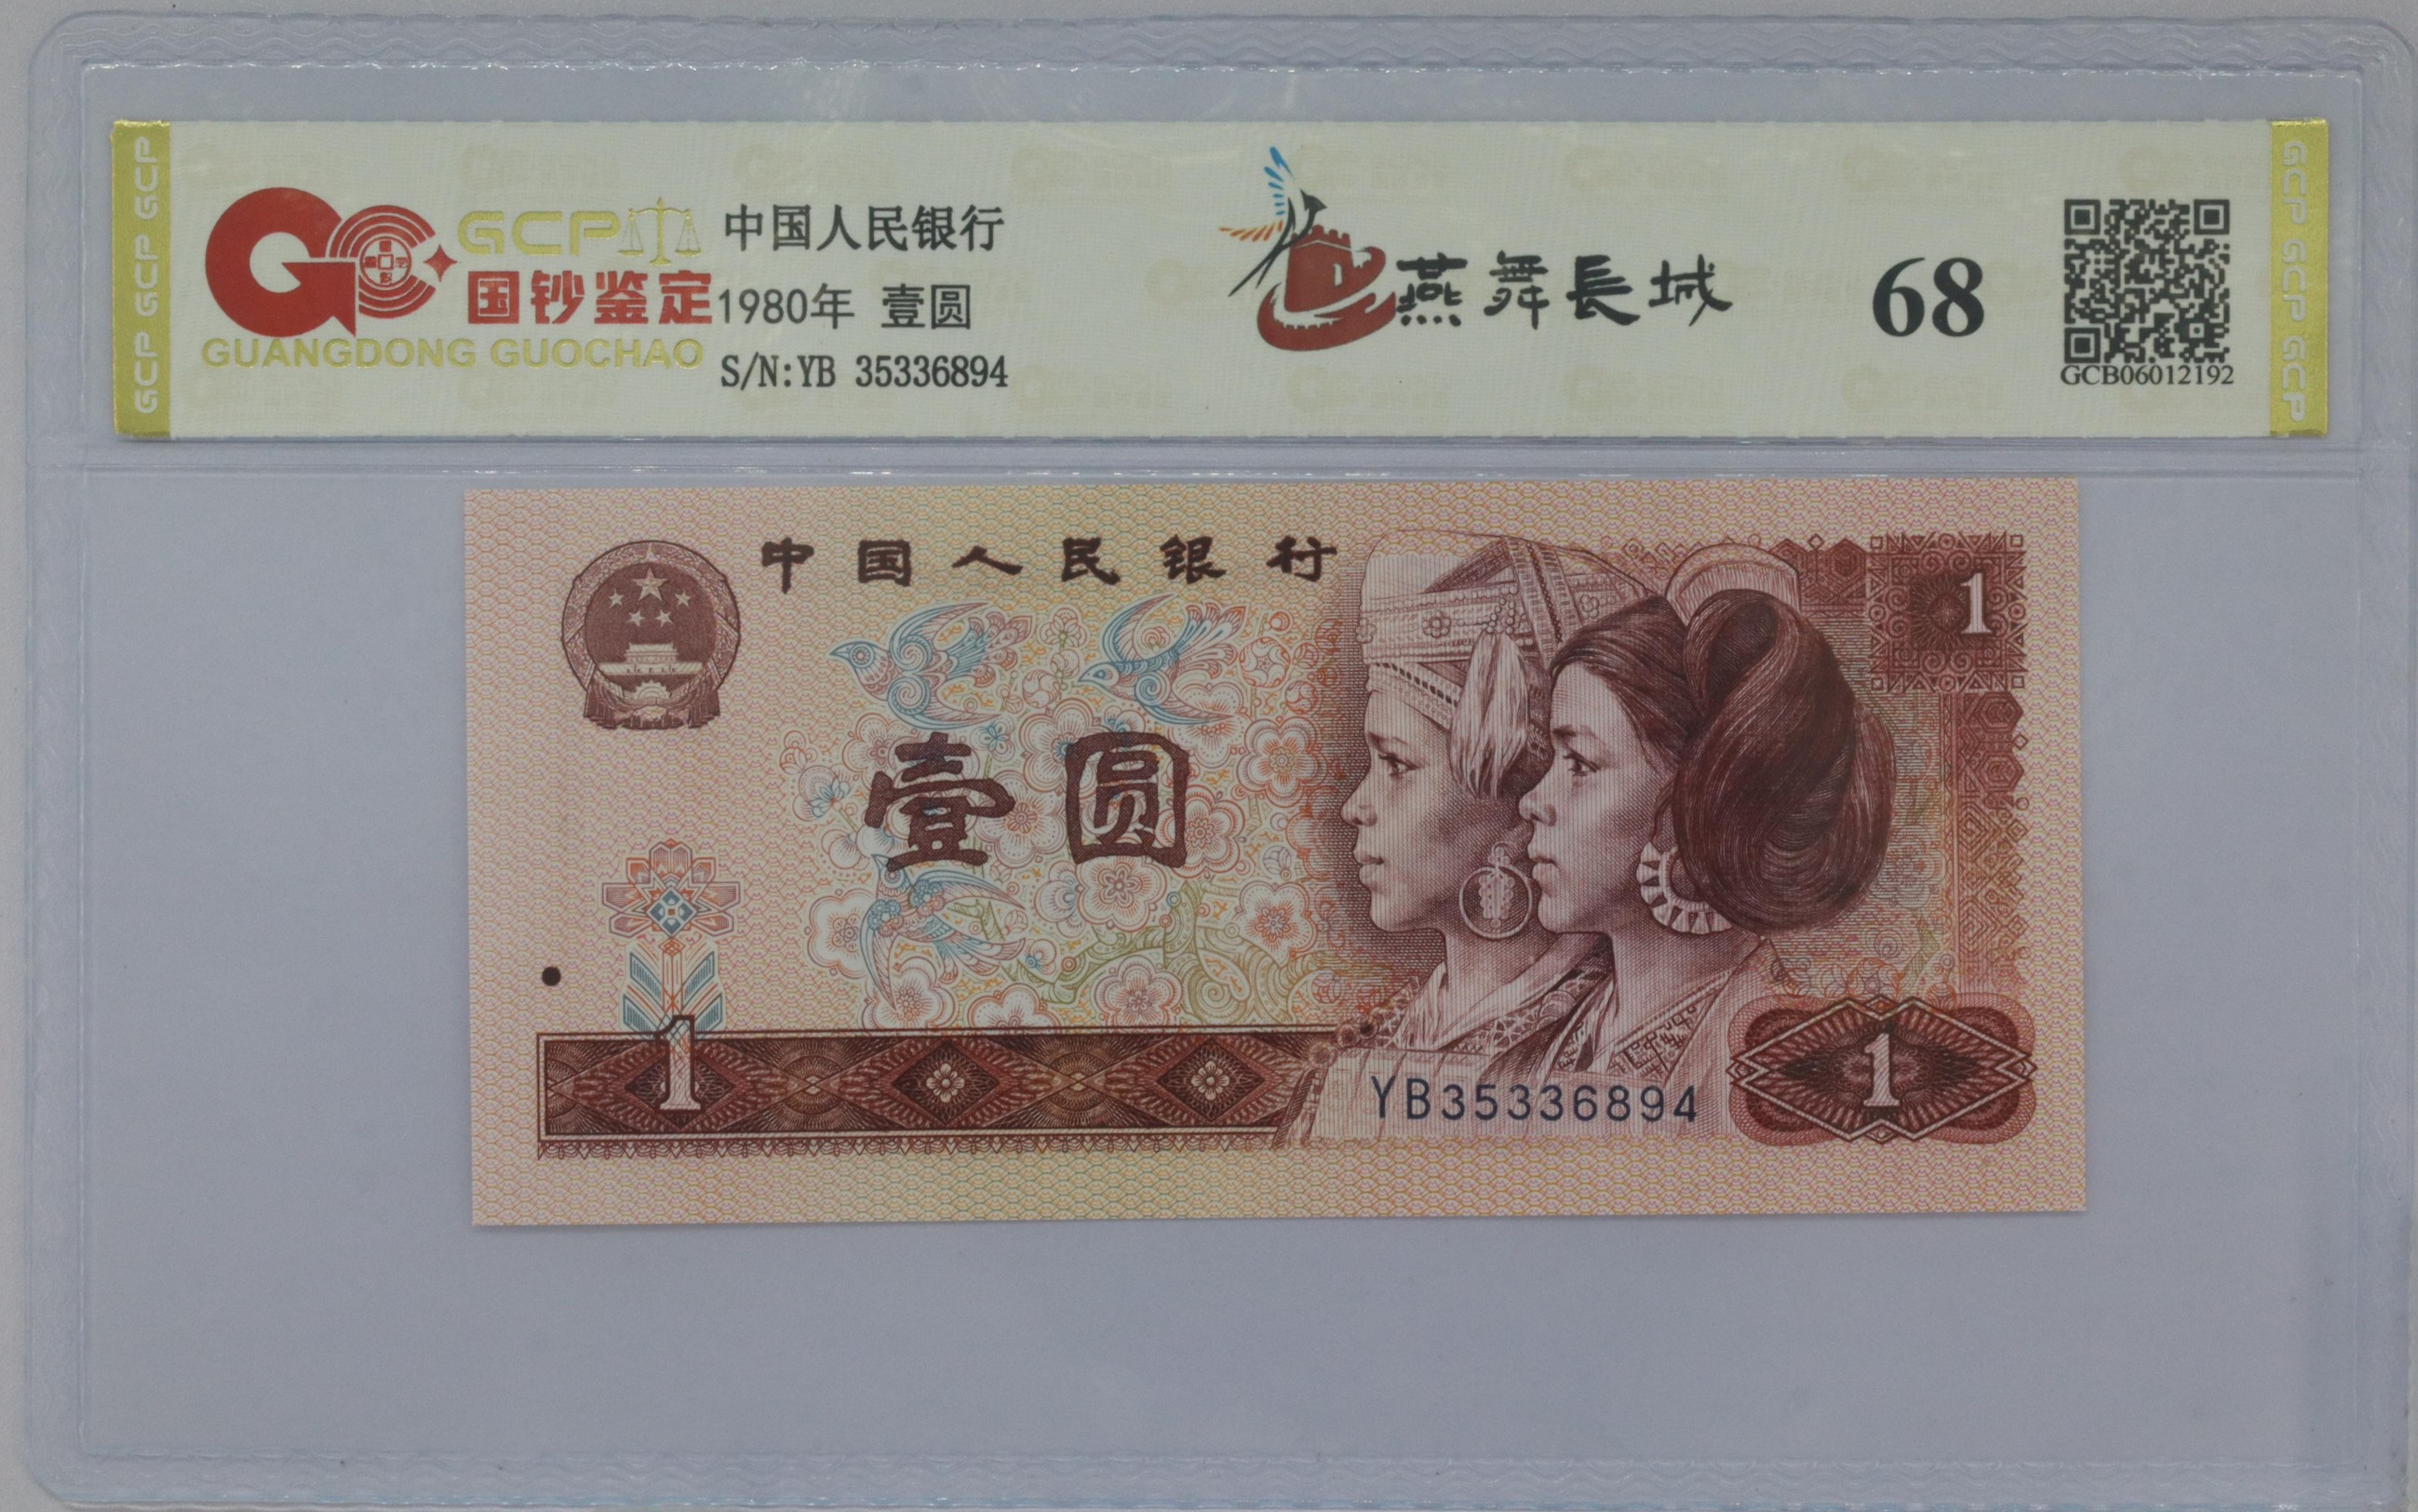 GCP GCP GCP
GCP
国钞鉴定
GUANGDONG GUOCHAO
中国人民银行
1980年 壹圆
S/N:YB 35336894
燕舞長城
68
GCB06012192
GCP GCP GCP
中国人民银行
1
壹圆
1
YB35336894
1